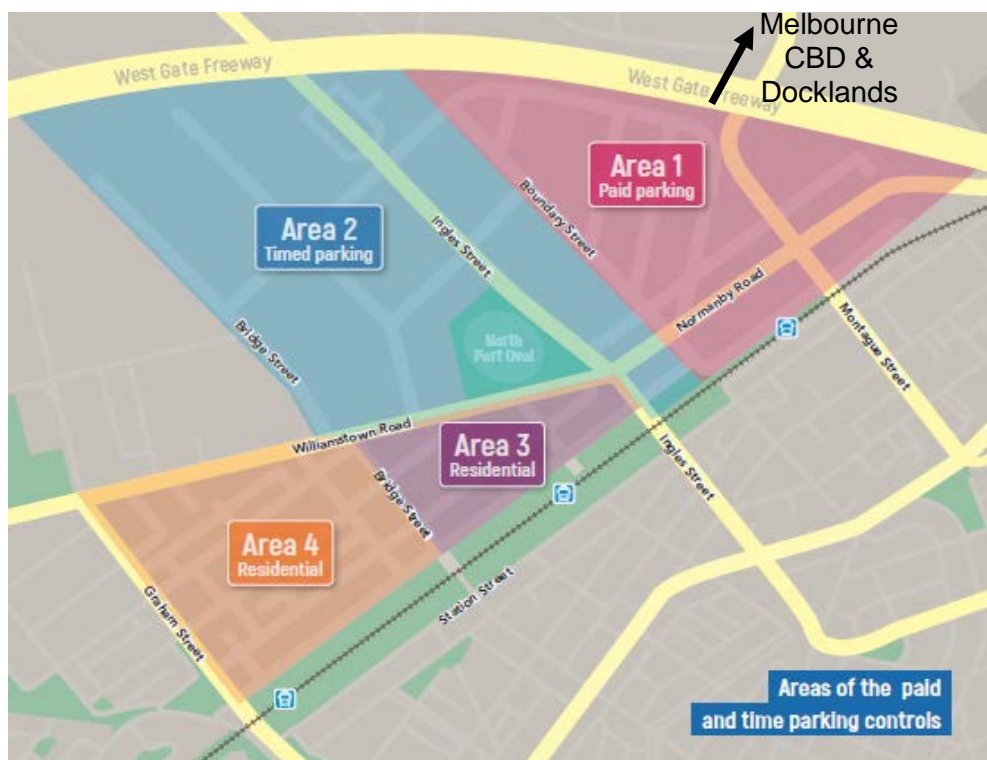 Melbourne
CBD &
Docklands
West Gate Freeway
West Gate Freeway
Area 1
Paid parking
Boundary Street
Area 2
Timed parking
Ingles Street
Normanby Road
Montague Street
Bridge Street
North
Port Oval
Williamstown Road
Area 3
Residential
Ingles Street
Bridge Street
Area 4
Residential
Station Street
Graham Street
Areas of the paid
and time parking controls